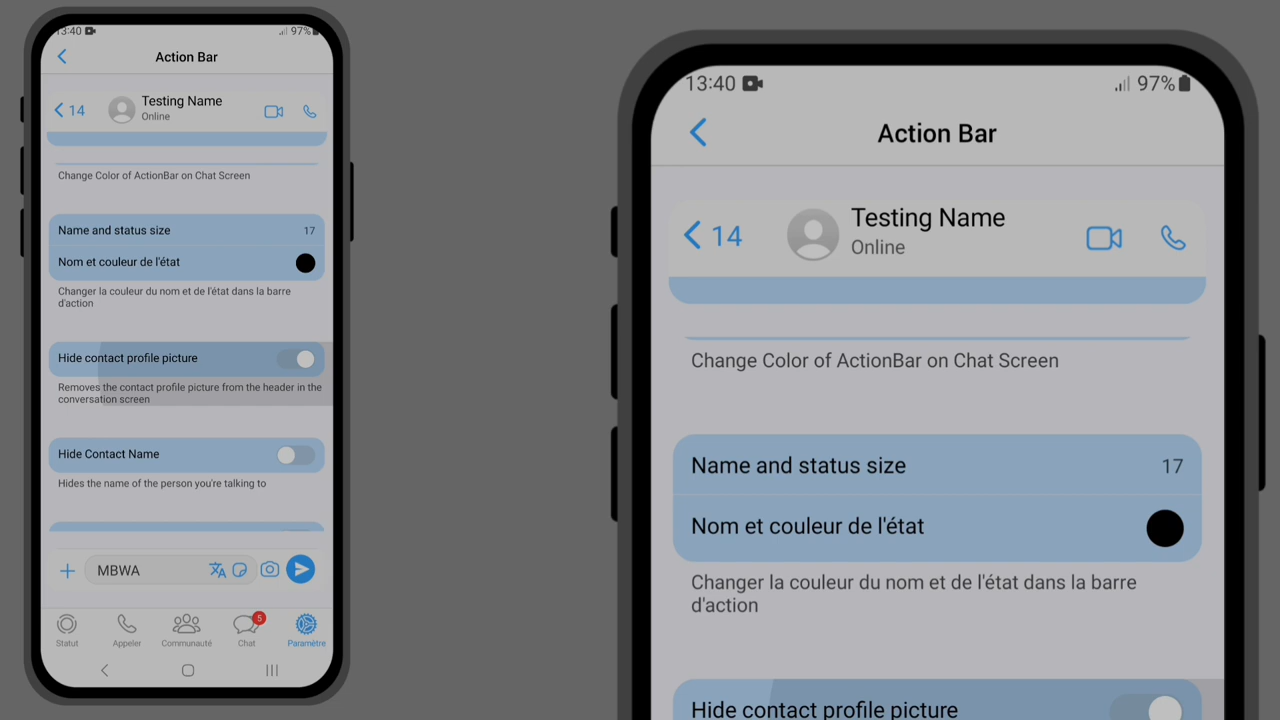 13:40 97%
Action Bar
14 Testing Name
Online
Change Color of ActionBar on Chat Screen
Name and status size 17
Nom et couleur de l'état
Changer la couleur du nom et de l'état dans la barre
d'action
Hide contact profile picture
Removes the contact profile picture from the header in the
conversation screen
Hide Contact Name
Hides the name of the person you're talking to
MBWA
5
Statut Appeler Communauté Chat Paramètre
13:40 97%
Action Bar
14 Testing Name
Online
Change Color of ActionBar on Chat Screen
Name and status size 17
Nom et couleur de l'état
Changer la couleur du nom et de l'état dans la barre
d'action
Hide contact profile picture